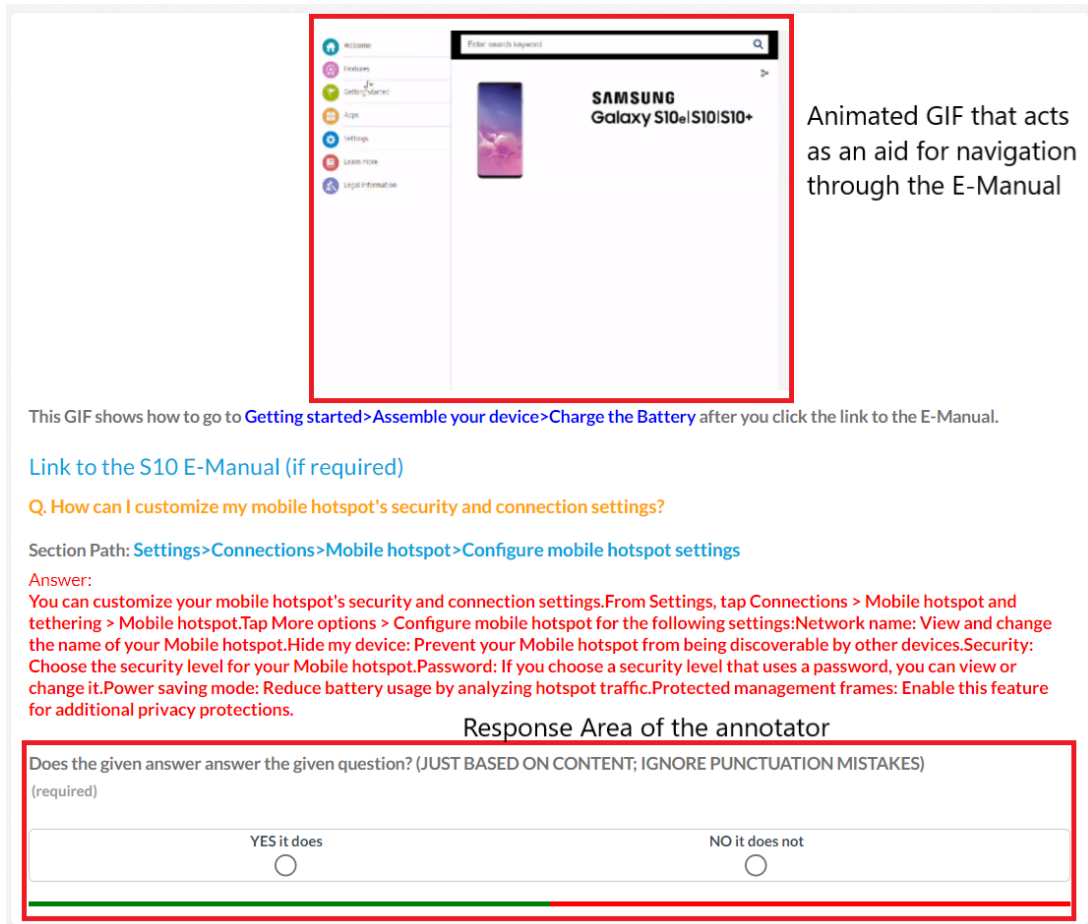 Welcome
Enter search keyword
Features
Getting started
Apps
Settings
Learn more
Legal information
SAMSUNG
Galaxy S10e|S10|S10+
Animated GIF that acts
as an aid for navigation
through the E-Manual
This GIF shows how to go to Getting started>Assemble your device>Charge the Battery after you click the link to the E-Manual.
Link to the S10 E-Manual (if required)
Q. How can I customize my mobile hotspot's security and connection settings?
Section Path: Settings>Connections>Mobile hotspot>Configure mobile hotspot settings
Answer:
You can customize your mobile hotspot's security and connection settings.From Settings, tap Connections > Mobile hotspot and
tethering > Mobile hotspot.Tap More options > Configure mobile hotspot for the following settings:Network name: View and change
the name of your Mobile hotspot.Hide my device: Prevent your Mobile hotspot from being discoverable by other devices.Security:
Choose the security level for your Mobile hotspot.Password: If you choose a security level that uses a password, you can view or
change it.Power saving mode: Reduce battery usage by analyzing hotspot traffic.Protected management frames: Enable this feature
for additional privacy protections.
Response Area of the annotator
Does the given answer answer the given question? (JUST BASED ON CONTENT; IGNORE PUNCTUATION MISTAKES)
(required)
YES it does
NO it does not